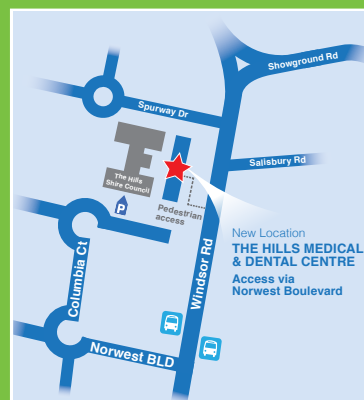 Showground Rd
Spurway Dr
Salisbury Rd
The Hills
Shire Council
P
Pedestrian
access
New Location
THE HILLS MEDICAL
& DENTAL CENTRE
Access via
Norwest Boulevard
Columbia Ct
Windsor Rd
Norwest BLD